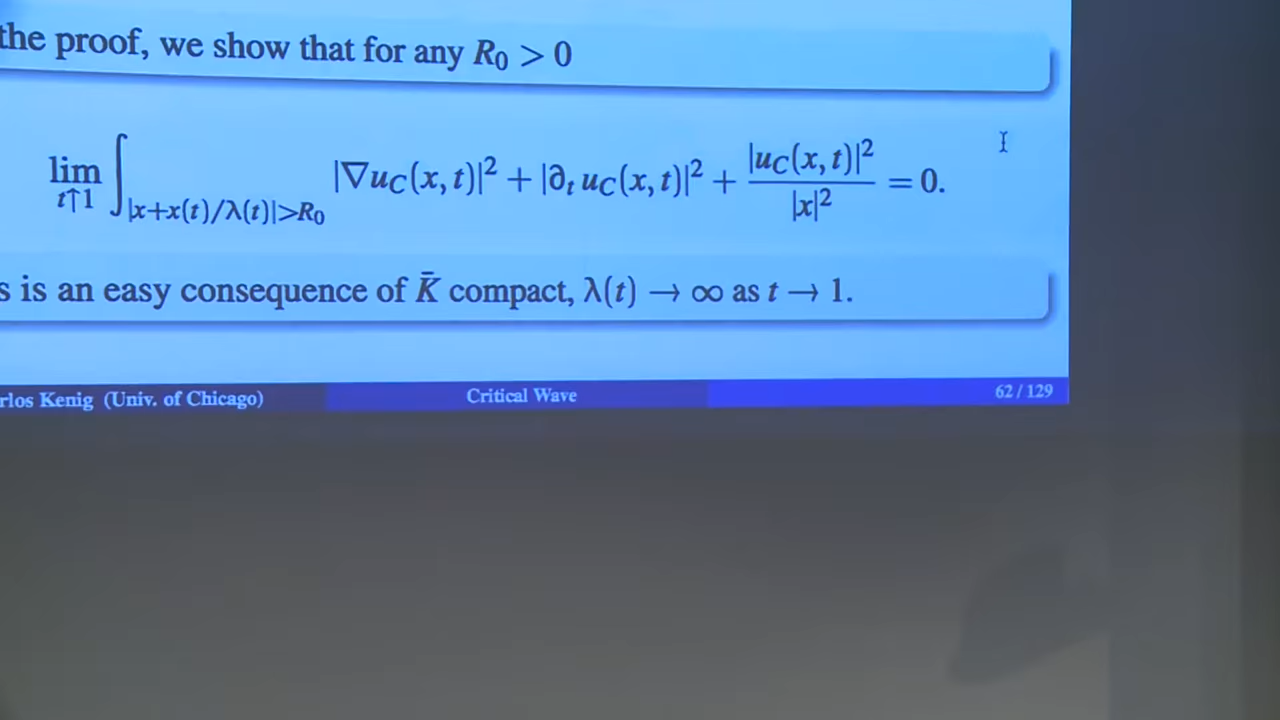 the proof, we show that for any R₀ > 0
lim_{t↑1} ∫_{|x+x(t)/λ(t)|>R₀} |∇u_C(x, t)|² + |∂ₜ u_C(x, t)|² + |u_C(x, t)|² / |x|² = 0.
s is an easy consequence of K̄ compact, λ(t) → ∞ as t → 1.
rlos Kenig (Univ. of Chicago) Critical Wave 62 / 129